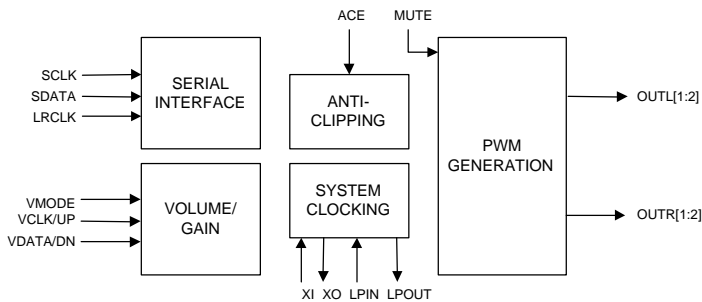 ACE
MUTE
SCLK
SDATA
LRCLK
SERIAL
INTERFACE
ANTI-
CLIPPING
PWM
GENERATION
OUTL[1:2]
OUTR[1:2]
VMODE
VCLK/UP
VDATA/DN
VOLUME/
GAIN
SYSTEM
CLOCKING
XI XO LPIN LPOUT